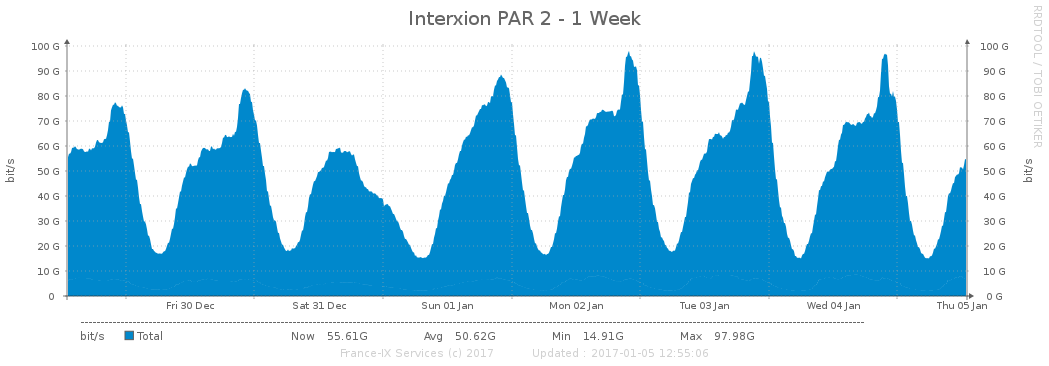 Interxion PAR 2 - 1 Week
RRDTOOL / TOBI OETIKER
100 G 100 G
90 G 90 G
80 G 80 G
70 G 70 G
60 G 60 G
50 G 50 G
40 G 40 G
30 G 30 G
20 G 20 G
10 G 10 G
0 0 G
bit/s bit/s
Fri 30 Dec Sat 31 Dec Sun 01 Jan Mon 02 Jan Tue 03 Jan Wed 04 Jan Thu 05 Jan
bit/s Total Now 55.61G Avg 50.62G Min 14.91G Max 97.98G
France-IX Services (c) 2017 Updated : 2017-01-05 12:55:06